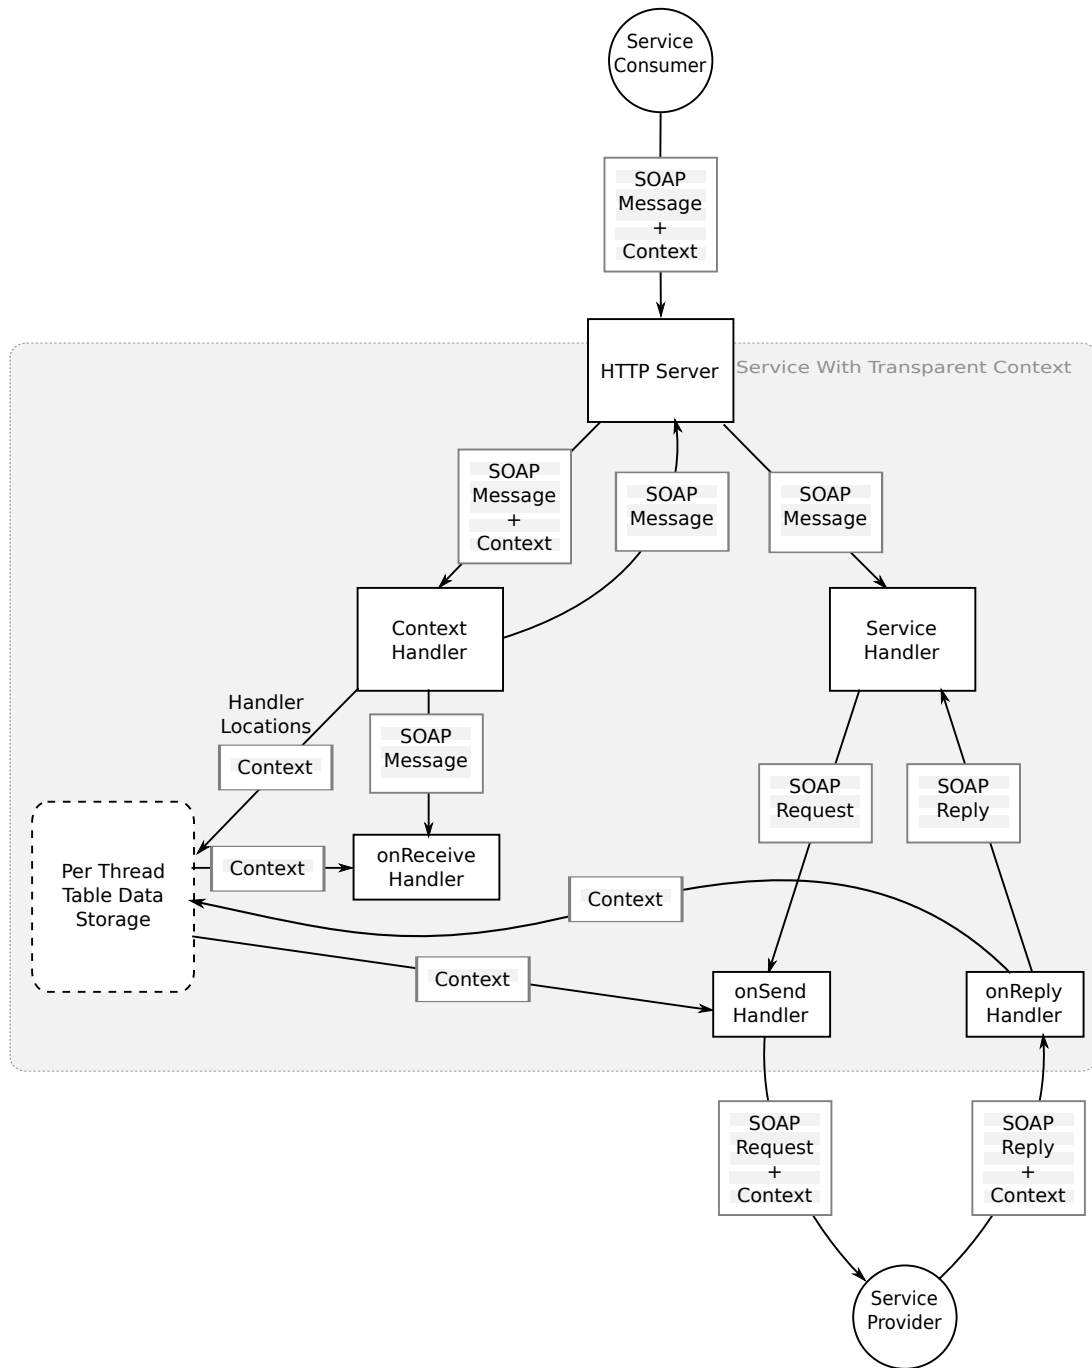 Service
Consumer
SOAP
Message
+
Context
HTTP Server
Service With Transparent Context
SOAP
Message
+
Context
SOAP
Message
SOAP
Message
Context
Handler
Service
Handler
Handler
Locations
Context
SOAP
Message
SOAP
Request
SOAP
Reply
Per Thread
Table Data
Storage
Context
onReceive
Handler
Context
Context
onSend
Handler
onReply
Handler
SOAP
Request
+
Context
SOAP
Reply
+
Context
Service
Provider